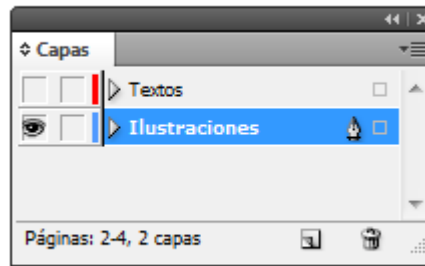 Capas
Textos
Ilustraciones
Páginas: 2-4, 2 capas